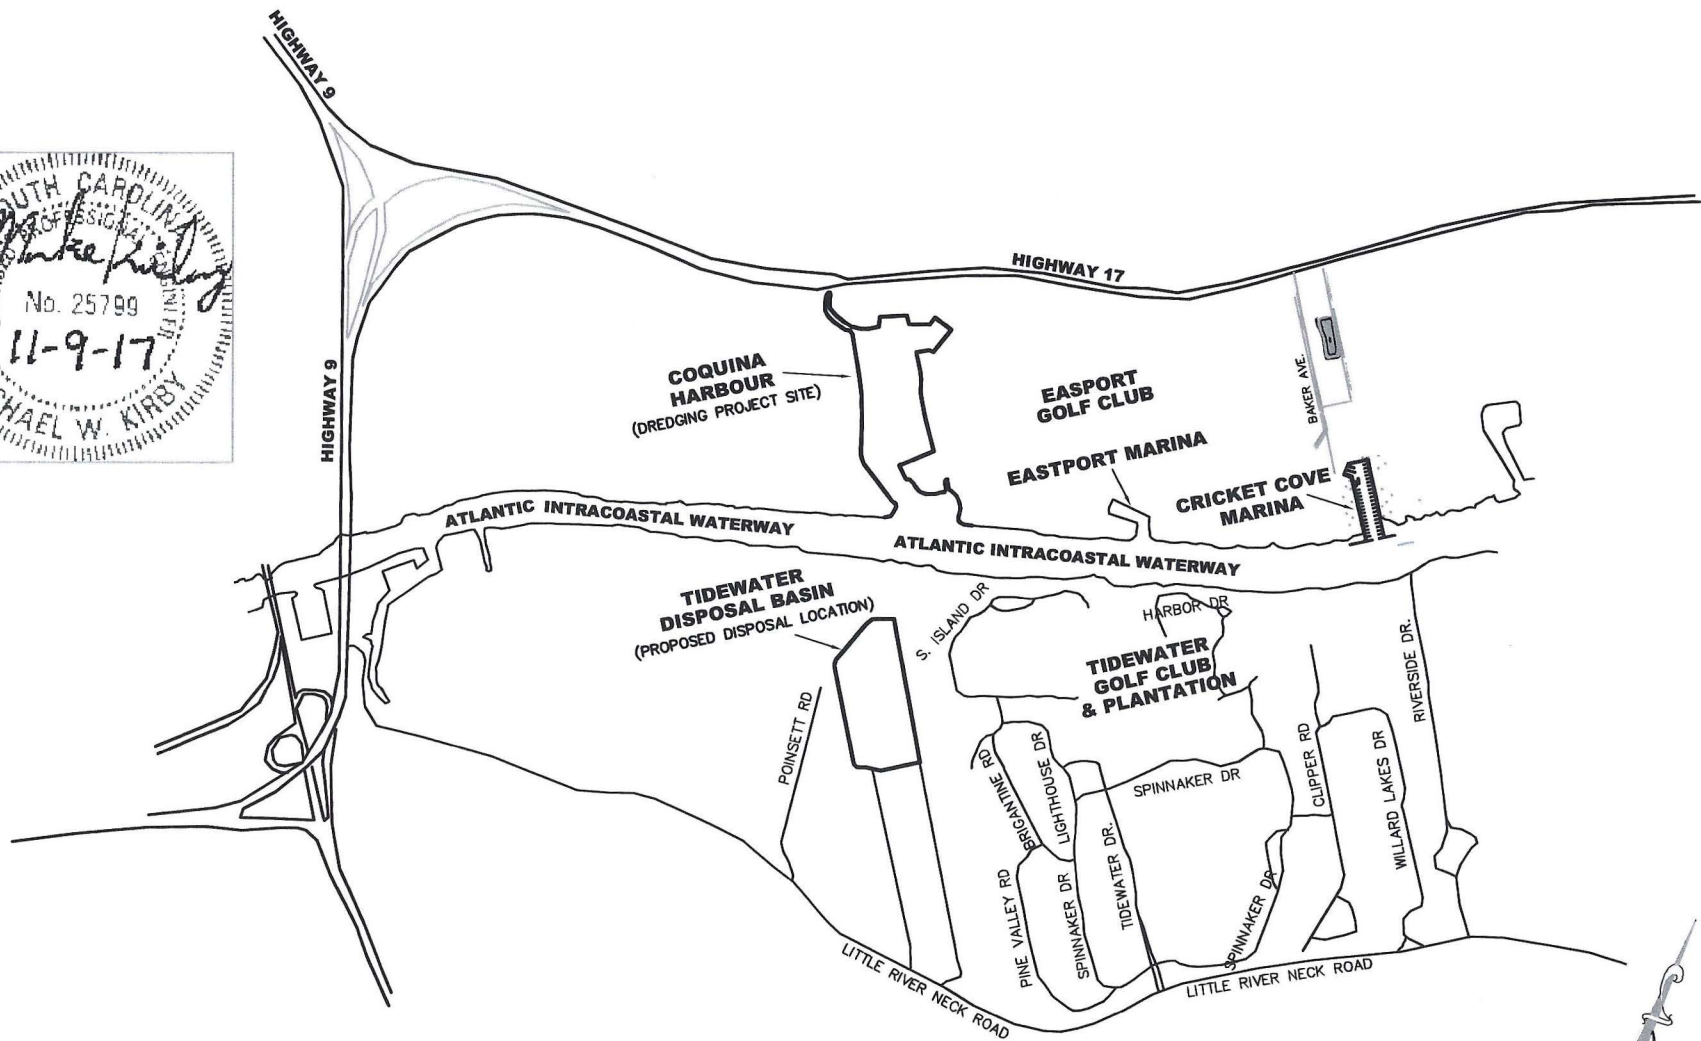 HIGHWAY 9
SOUTH CAROLINA
PROFESSIONAL
No. 25799
11-9-17
MICHAEL W. KIRBY
HIGHWAY 9
HIGHWAY 17
COQUINA
HARBOUR
(DREDGING PROJECT SITE)
EASPORT
GOLF CLUB
BAKER AVE.
EASTPORT MARINA
CRICKET COVE
MARINA
ATLANTIC INTRACOASTAL WATERWAY
ATLANTIC INTRACOASTAL WATERWAY
TIDEWATER
DISPOSAL BASIN
(PROPOSED DISPOSAL LOCATION)
S. ISLAND DR
HARBOR DR
TIDEWATER
GOLF CLUB
& PLANTATION
RIVERSIDE DR.
POINSETT RD
BRIGANTINE RD
LIGHTHOUSE DR
SPINNAKER DR
CLIPPER RD
WILLARD LAKES DR
PINE VALLEY RD
SPINNAKER DR
TIDEWATER DR.
SPINNAKER DR
LITTLE RIVER NECK ROAD
LITTLE RIVER NECK ROAD